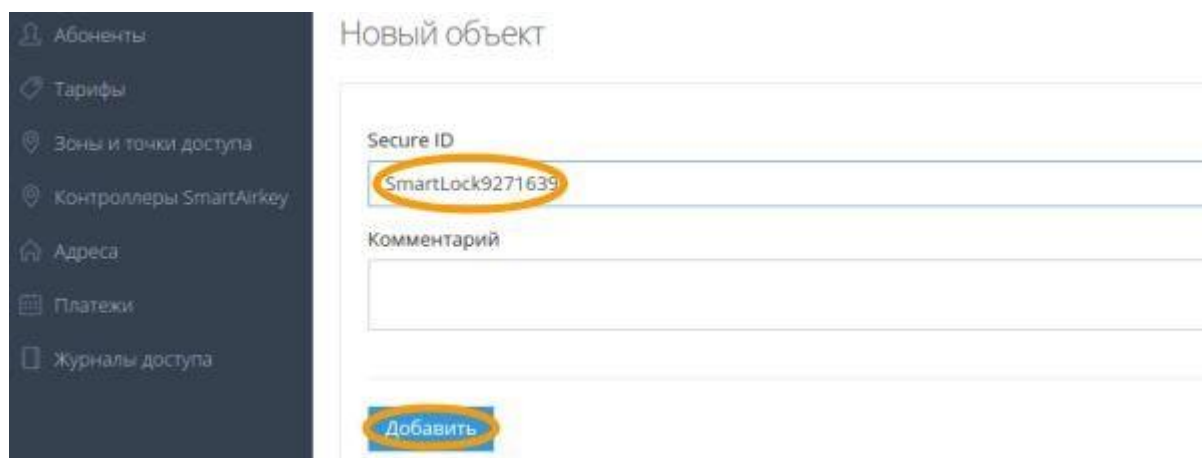 Абоненты
Тарифы
Зоны и точки доступа
Контроллеры SmartAirkey
Адреса
Платежи
Журналы доступа
Новый объект
Secure ID
SmartLock9271639
Комментарий
Добавить